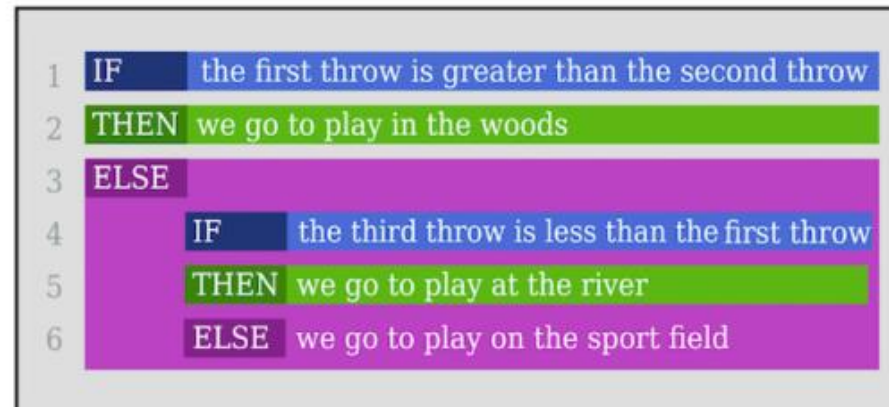 1 IF the first throw is greater than the second throw
2 THEN we go to play in the woods
3 ELSE
4 IF the third throw is less than the first throw
5 THEN we go to play at the river
6 ELSE we go to play on the sport field